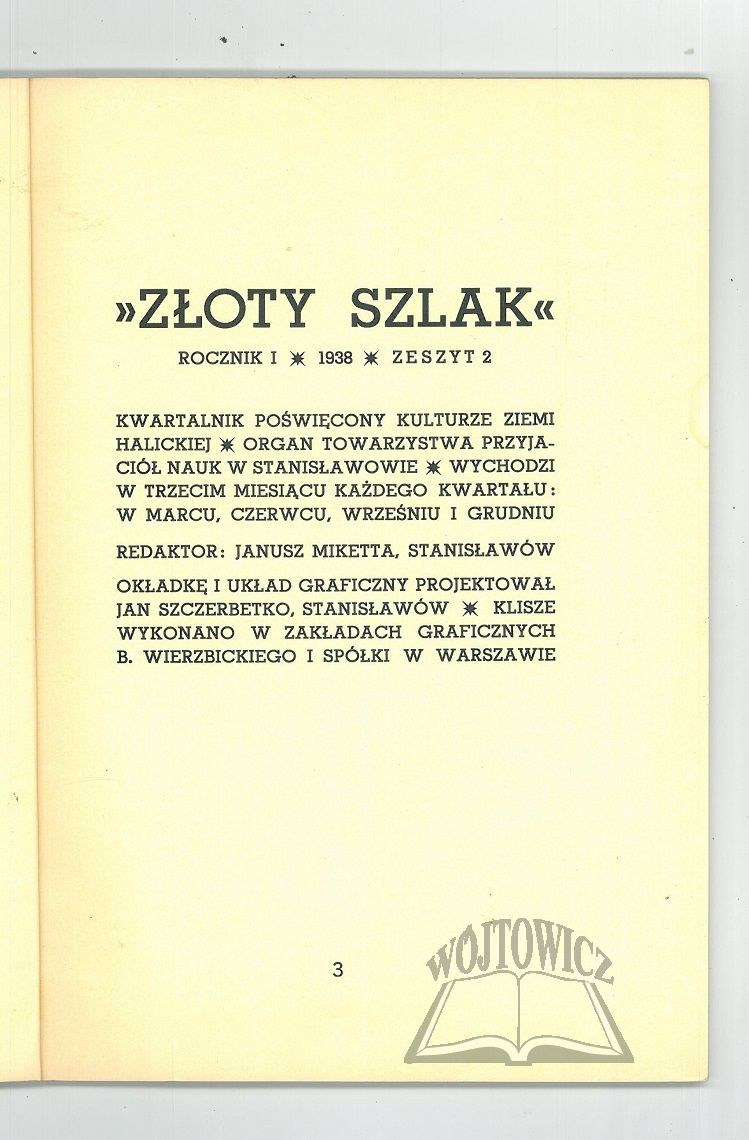 »ZŁOTY SZLAK«
ROCZNIK I ✷ 1938 ✷ ZESZYT 2
KWARTALNIK POŚWIĘCONY KULTURZE ZIEMI
HALICKIEJ ✷ ORGAN TOWARZYSTWA PRZYJA-
CIÓŁ NAUK W STANISŁAWOWIE ✷ WYCHODZI
W TRZECIM MIESIĄCU KAŻDEGO KWARTAŁU:
W MARCU, CZERWCU, WRZEŚNIU I GRUDNIU
REDAKTOR: JANUSZ MIKETTA, STANISŁAWÓW
OKŁADKĘ I UKŁAD GRAFICZNY PROJEKTOWAŁ
JAN SZCZERBETKO, STANISŁAWÓW ✷ KLISZE
WYKONANO W ZAKŁADACH GRAFICZNYCH
B. WIERZBICKIEGO I SPÓŁKI W WARSZAWIE
3
WÓJTOWICZ